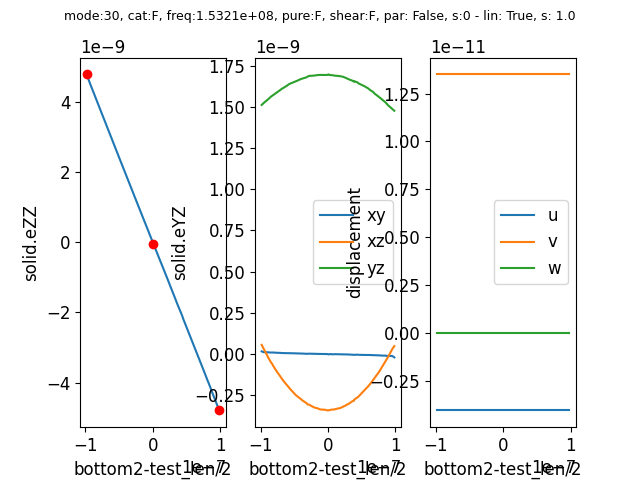 mode:30, cat:F, freq:1.5321e+08, pure:F, shear:F, par: False, s:0 - lin: True, s: 1.0
1e−9
solid.eZZ
4
2
0
−2
−4
−1 0 1
1e−7
bottom2-test_len/2
1e−9
solid.eYZ
1.75
1.50
1.25
1.00
0.75
0.50
0.25
0.00
−0.25
xy
xz
yz
−1 0 1
1e−7
bottom2-test_len/2
1e−11
displacement
1.25
1.00
0.75
0.50
0.25
0.00
−0.25
u
v
w
−1 0 1
1e−7
bottom2-test_len/2